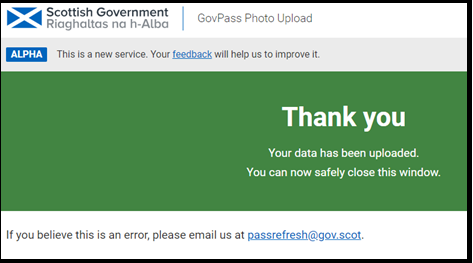 Scottish Government
Riaghaltas na h-Alba
GovPass Photo Upload
ALPHA This is a new service. Your feedback will help us to improve it.
Thank you
Your data has been uploaded.
You can now safely close this window.
If you believe this is an error, please email us at passrefresh@gov.scot.